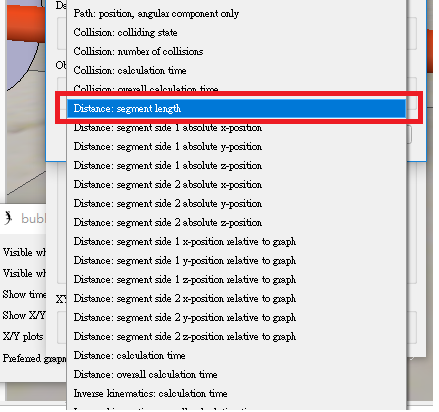 Path: position, angular component only
Da
Collision: colliding state
Collision: number of collisions
Ob
Collision: calculation time
Collision: overall calculation time
Distance: segment length
Distance: segment side 1 absolute x-position
Distance: segment side 1 absolute y-position
Distance: segment side 1 absolute z-position
Distance: segment side 2 absolute x-position
Distance: segment side 2 absolute y-position
Distance: segment side 2 absolute z-position
bubb
Distance: segment side 1 x-position relative to graph
Visible wh
Distance: segment side 1 y-position relative to graph
Visible wh
Distance: segment side 1 z-position relative to graph
Show time
Distance: segment side 2 x-position relative to graph
XY
Show X/Y
Distance: segment side 2 y-position relative to graph
X/Y plots
Distance: segment side 2 z-position relative to graph
Preferred graph
Distance: calculation time
Distance: overall calculation time
Inverse kinematics: calculation time